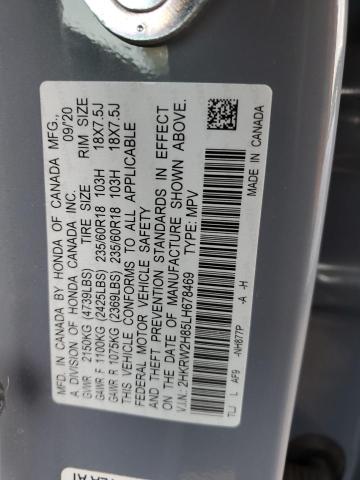 MFD. IN CANADA BY HONDA OF CANADA MFG.,
A DIVISION OF HONDA CANADA INC. 09/20
TIRE SIZE RIM SIZE
GVWR 2150KG (4739LBS)
GAWR F 1100KG (2425LBS) 235/60R18 103H 18X7.5J
GAWR R 1075KG (2369LBS) 235/60R18 103H 18X7.5J
THIS VEHICLE CONFORMS TO ALL APPLICABLE
FEDERAL MOTOR VEHICLE SAFETY
AND THEFT PREVENTION STANDARDS IN EFFECT
ON THE DATE OF MANUFACTURE SHOWN ABOVE.
V.I.N.: 2HKRW2H85LH678469 TYPE: MPV
TLJ L AF9 -NH877P -A -H
MADE IN CANADA